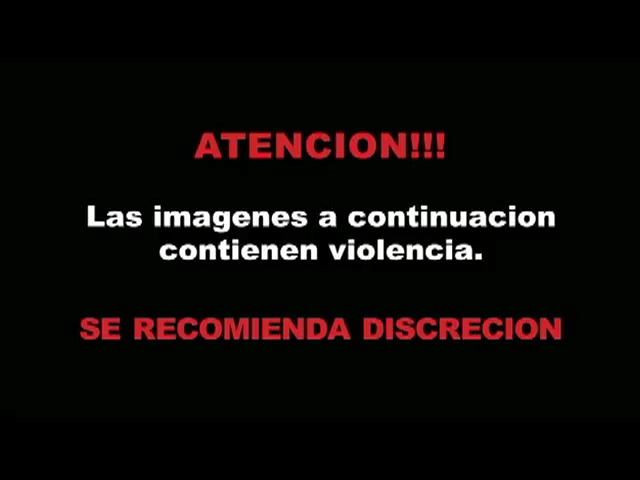 ATENCION!!!
Las imagenes a continuacion
contienen violencia.
SE RECOMIENDA DISCRECION